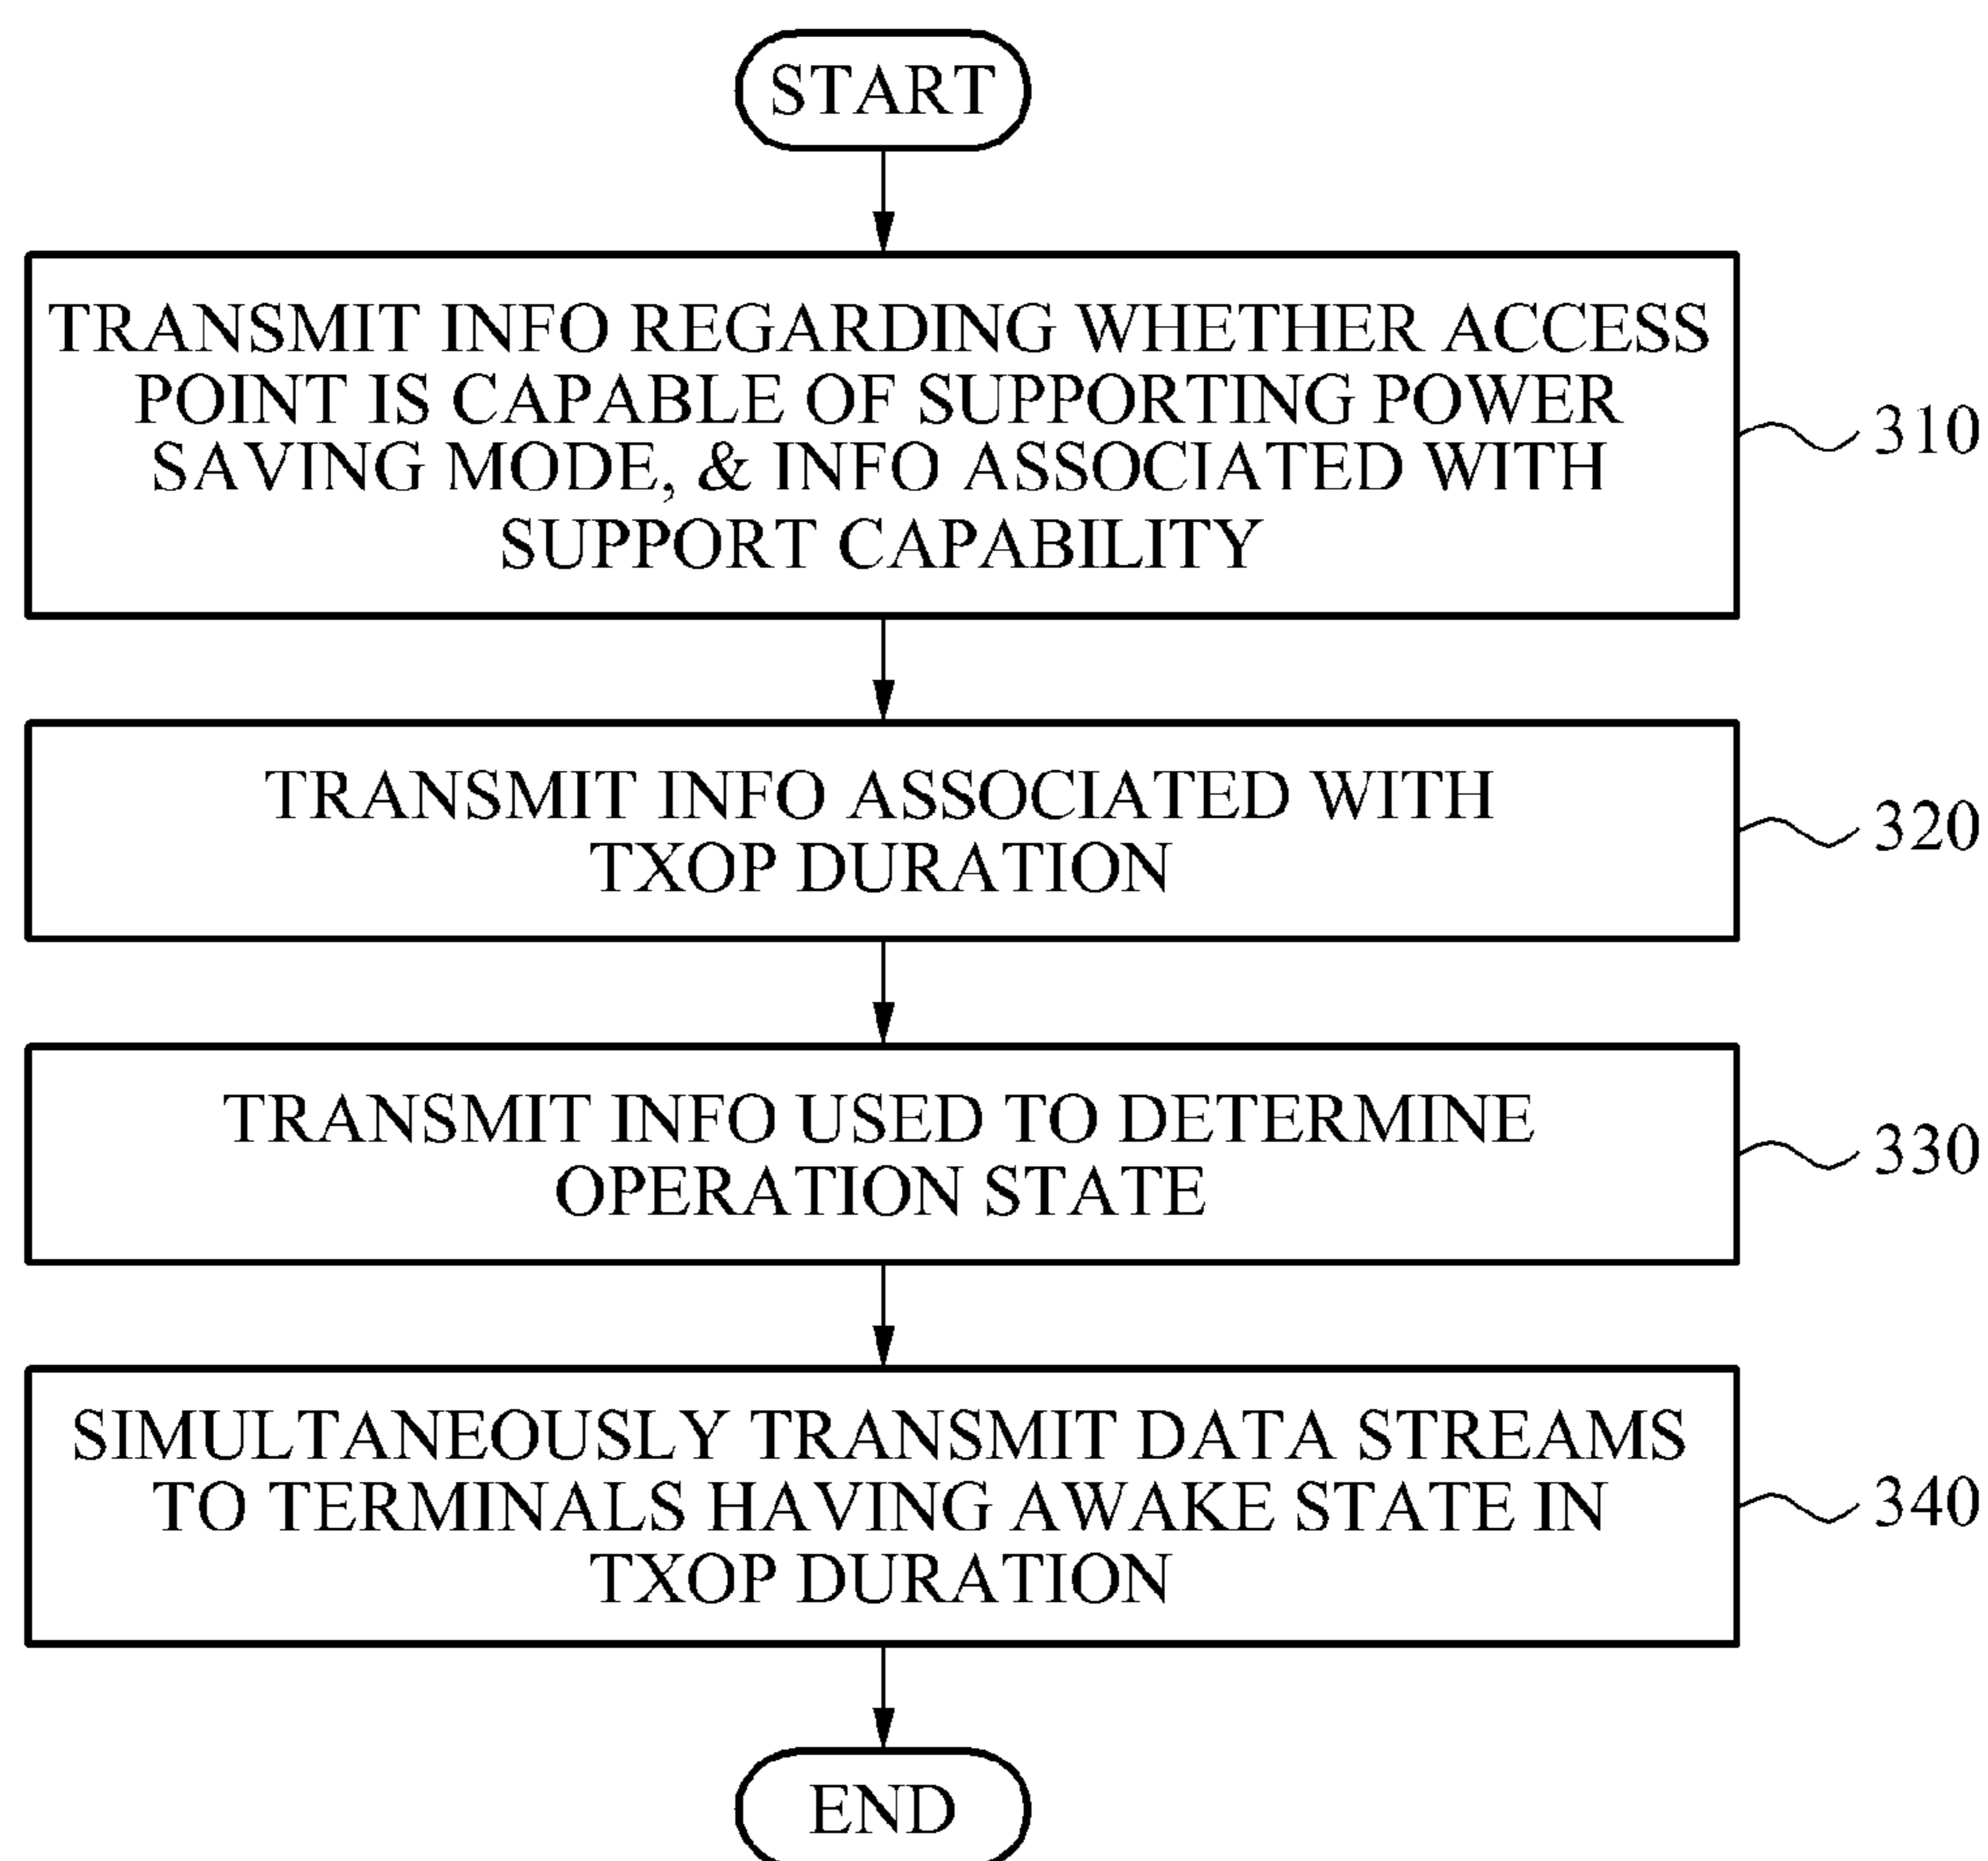 START
TRANSMIT INFO REGARDING WHETHER ACCESS
POINT IS CAPABLE OF SUPPORTING POWER
SAVING MODE, & INFO ASSOCIATED WITH
SUPPORT CAPABILITY
310
TRANSMIT INFO ASSOCIATED WITH
TXOP DURATION
320
TRANSMIT INFO USED TO DETERMINE
OPERATION STATE
330
SIMULTANEOUSLY TRANSMIT DATA STREAMS
TO TERMINALS HAVING AWAKE STATE IN
TXOP DURATION
340
END